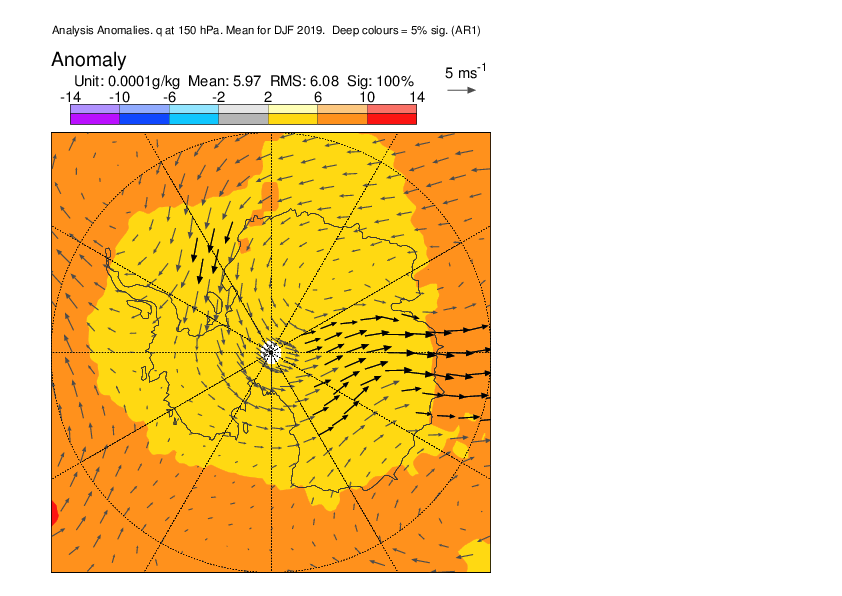 Analysis Anomalies. q at 150 hPa. Mean for DJF 2019.  Deep colours = 5% sig. (AR1)
Anomaly
5 ms-1
Unit: 0.0001g/kg  Mean: 5.97  RMS: 6.08  Sig: 100%
-14 -10 -6 -2 2 6 10 14